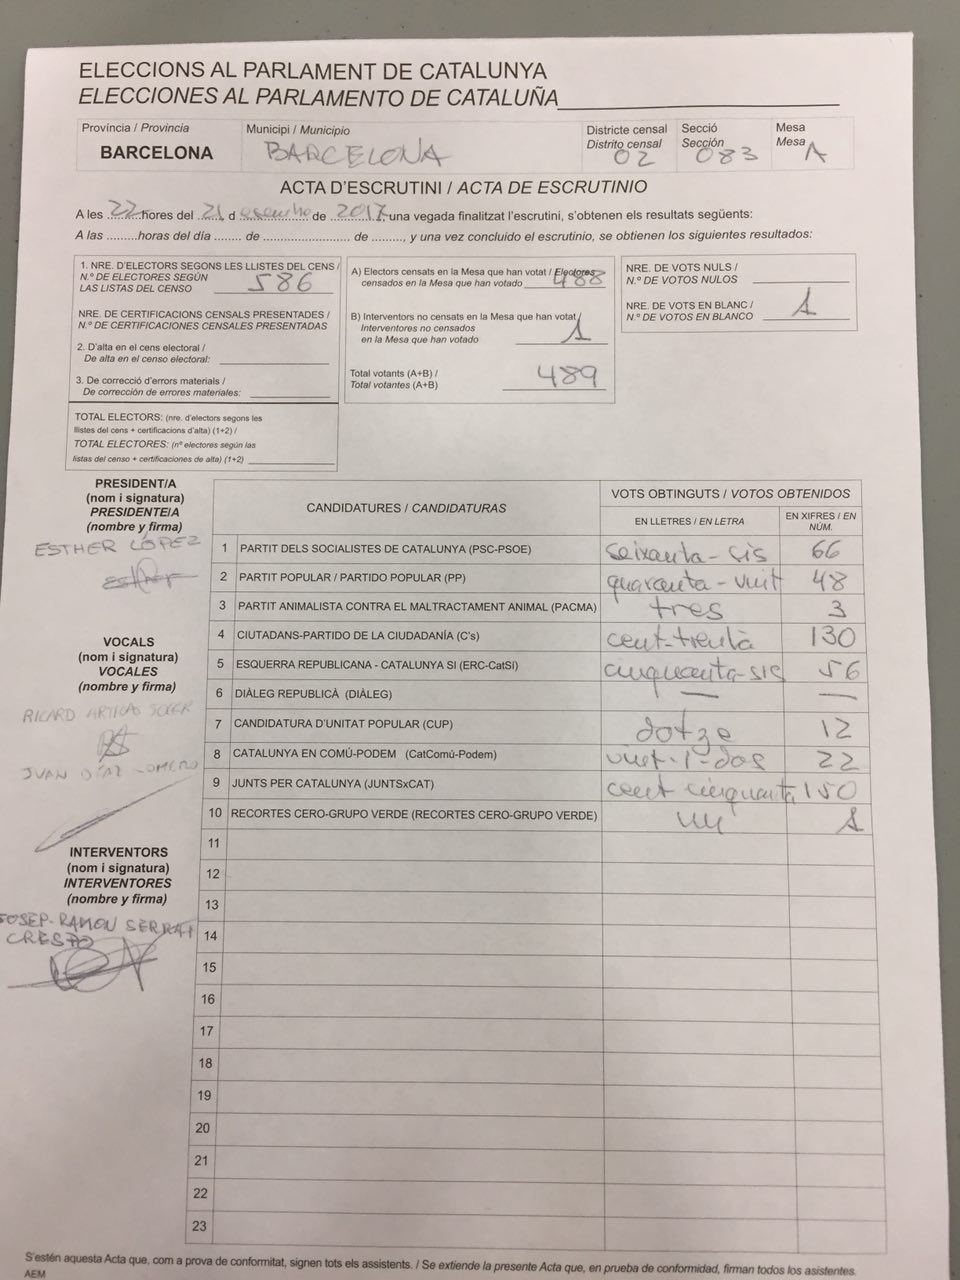 ELECCIONS AL PARLAMENT DE CATALUNYA
ELECCIONES AL PARLAMENTO DE CATALUÑA
Província / Provincia
BARCELONA
Municipi / Municipio
BARCELONA
Districte censal
Distrito censal
02
Secció
Sección
083
Mesa
Mesa
A
ACTA D'ESCRUTINI / ACTA DE ESCRUTINIO
A les 22 hores del 21 d de 2017 una vegada finalitzat l'escrutini, s'obtenen els resultats següents:
A las .........horas del día ........ de .......................... de ........., y una vez concluido el escrutinio, se obtienen los siguientes resultados:
1. NRE. D'ELECTORS SEGONS LES LLISTES DEL CENS /
N.º DE ELECTORES SEGÚN
LAS LISTAS DEL CENSO 586
NRE. DE CERTIFICACIONS CENSALS PRESENTADES /
N.º DE CERTIFICACIONES CENSALES PRESENTADAS
2. D'alta en el cens electoral /
De alta en el censo electoral:
3. De correcció d'errors materials /
De corrección de errores materiales:
TOTAL ELECTORS: (nre. d'electors segons les
llistes del cens + certificacions d'alta) (1+2) /
TOTAL ELECTORES: (nº electores según las
listas del censo + certificaciones de alta) (1+2)
A) Electors censats en la Mesa que han votat / Electores
censados en la Mesa que han votado 488
B) Interventors no censats en la Mesa que han votat/
Interventores no censados
en la Mesa que han votado 1
Total votants (A+B) /
Total votantes (A+B) 489
NRE. DE VOTS NULS /
N.º DE VOTOS NULOS
NRE. DE VOTS EN BLANC /
N.º DE VOTOS EN BLANCO 1
PRESIDENT/A
(nom i signatura)
PRESIDENTE/A
(nombre y firma)
ESTHER LÓPEZ
VOCALS
(nom i signatura)
VOCALES
(nombre y firma)
RICARD ARTIGAS SOLER
JUAN DÍAZ ROMERO
INTERVENTORS
(nom i signatura)
INTERVENTORES
(nombre y firma)
JOSEP-RAMON SERRAT
CRESPO
CANDIDATURES / CANDIDATURAS
VOTS OBTINGUTS / VOTOS OBTENIDOS
EN LLETRES / EN LETRA
EN XIFRES / EN NÚM.
1 PARTIT DELS SOCIALISTES DE CATALUNYA (PSC-PSOE) seixanta-sis 66
2 PARTIT POPULAR / PARTIDO POPULAR (PP) quaranta-vuit 48
3 PARTIT ANIMALISTA CONTRA EL MALTRACTAMENT ANIMAL (PACMA) tres 3
4 CIUTADANS-PARTIDO DE LA CIUDADANÍA (C's) cent-trenta 130
5 ESQUERRA REPUBLICANA - CATALUNYA SI (ERC-CatSí) cinquanta-sis 56
6 DIÀLEG REPUBLICÀ (DIÀLEG) — —
7 CANDIDATURA D'UNITAT POPULAR (CUP) dotze 12
8 CATALUNYA EN COMÚ-PODEM (CatComú-Podem) vint-i-dos 22
9 JUNTS PER CATALUNYA (JUNTSxCAT) cent cinquanta 150
10 RECORTES CERO-GRUPO VERDE (RECORTES CERO-GRUPO VERDE) un 1
11
12
13
14
15
16
17
18
19
20
21
22
23
S'estén aquesta Acta que, com a prova de conformitat, signen tots els assistents. / Se extiende la presente Acta que, en prueba de conformidad, firman todos los asistentes.
AEM